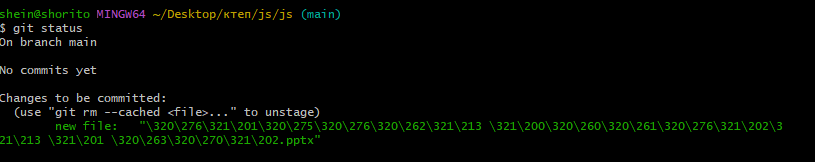 shein@shorito MINGW64 ~/Desktop/ктеп/js/js (main)
$ git status
On branch main
No commits yet
Changes to be committed:
(use "git rm --cached <file>..." to unstage)
new file: "\320\276\321\201\320\275\320\276\320\262\321\213 \321\200\320\260\320\261\320\276\321\202\3
21\213 \321\201 \320\263\320\270\321\202.pptx"